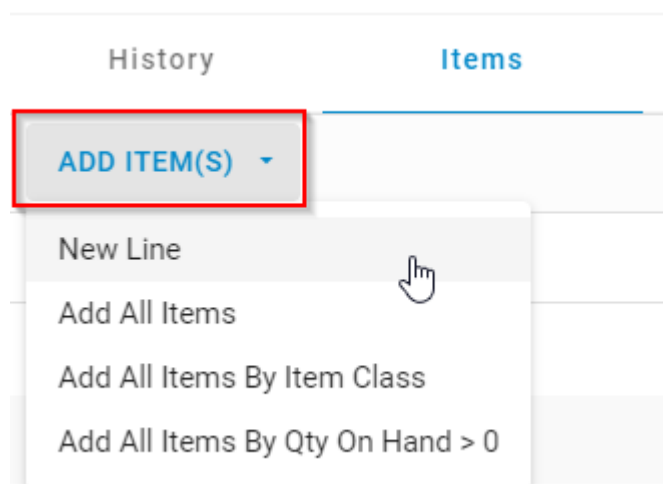 History Items
ADD ITEM(S)
New Line
Add All Items
Add All Items By Item Class
Add All Items By Qty On Hand > 0